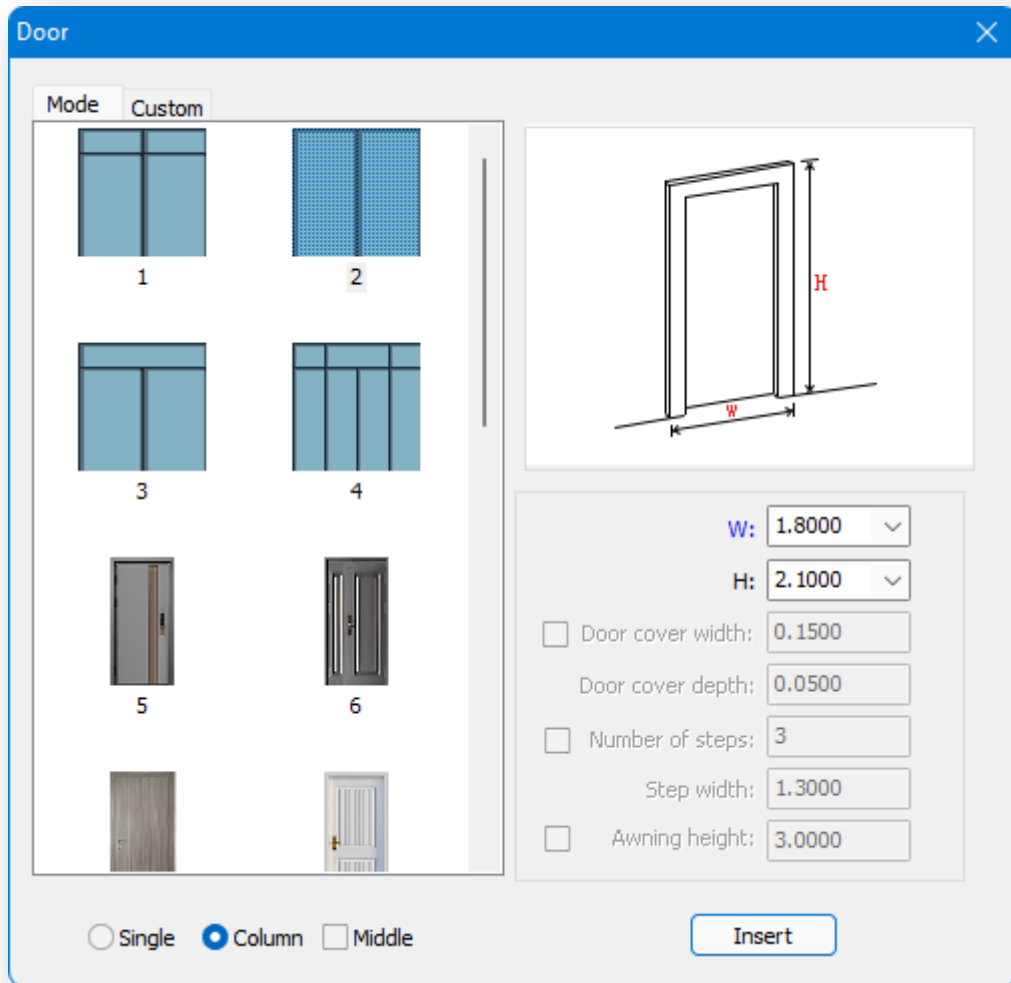 Door
Mode Custom
1 2
3 4
5 6
H
W
W: 1.8000
H: 2.1000
Door cover width: 0.1500
Door cover depth: 0.0500
Number of steps: 3
Step width: 1.3000
Awning height: 3.0000
Single Column Middle
Insert